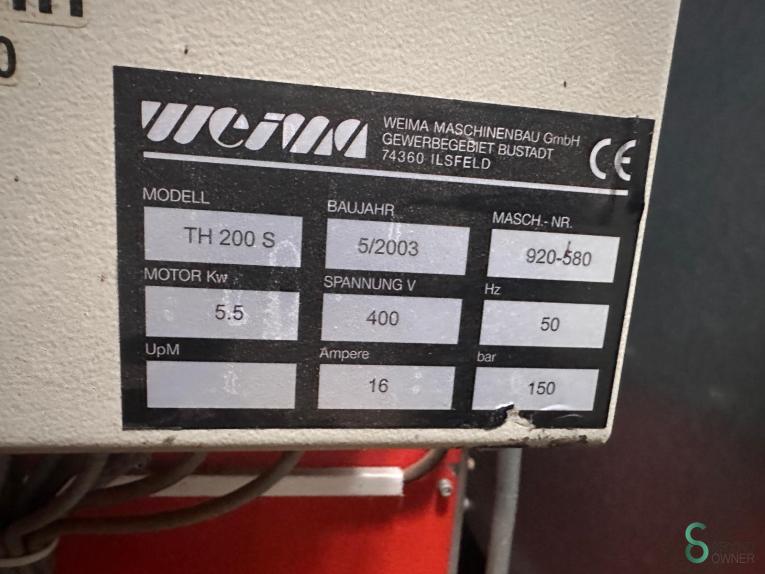 0
WEIMA
WEIMA MASCHINENBAU GmbH
GEWERBEGEBIET BUSTADT
74360 ILSFELD
CE
MODELL
BAUJAHR
MASCH.- NR.
TH 200 S
5/2003
920-580
MOTOR Kw
SPANNUNG V
Hz
5.5
400
50
UpM
Ampere
bar
16
150
OWNER